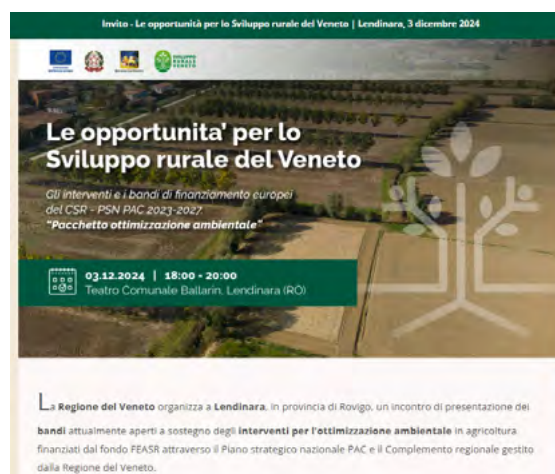 Invito - Le opportunità per lo Sviluppo rurale del Veneto | Lendinara, 3 dicembre 2024
SVILUPPO
RURALE
VENETO
Le opportunita' per lo
Sviluppo rurale del Veneto
Gli interventi e i bandi di finanziamento europei
del CSR - PSN PAC 2023-2027
"Pacchetto ottimizzazione ambientale"
03.12.2024 | 18:00 - 20:00
Teatro Comunale Ballarin, Lendinara (RO)
La Regione del Veneto organizza a Lendinara, in provincia di Rovigo, un incontro di presentazione dei
bandi attualmente aperti a sostegno degli interventi per l'ottimizzazione ambientale in agricoltura
finanziati dal fondo FEASR attraverso il Piano strategico nazionale PAC e il Complemento regionale gestito
dalla Regione del Veneto.